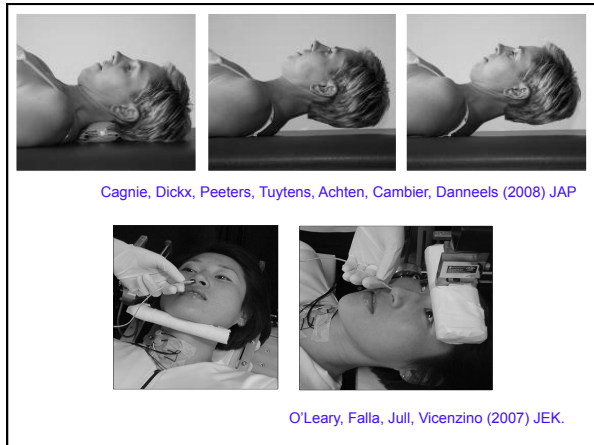 Cagnie, Dickx, Peeters, Tuytens, Achten, Cambier, Danneels (2008) JAP
O'Leary, Falla, Jull, Vicenzino (2007) JEK.